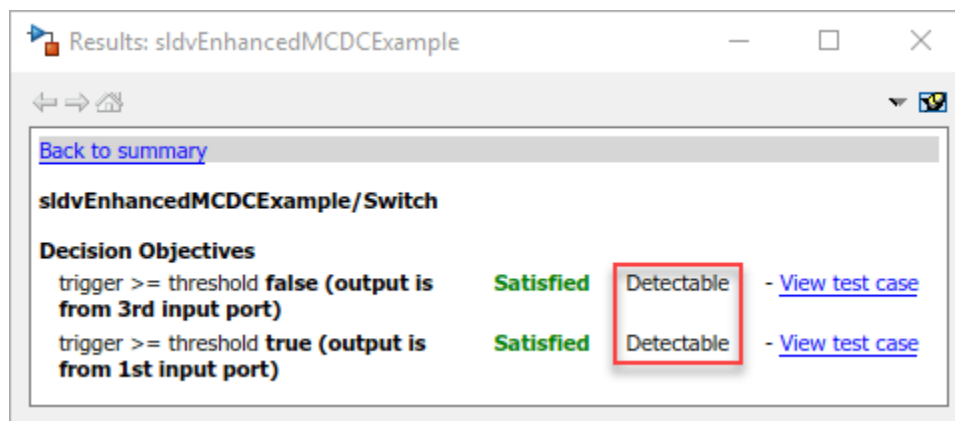 Results: sldvEnhancedMCDCExample
Back to summary
sldvEnhancedMCDCExample/Switch
Decision Objectives
trigger >= threshold false (output is Satisfied Detectable - View test case
from 3rd input port)
trigger >= threshold true (output is Satisfied Detectable - View test case
from 1st input port)